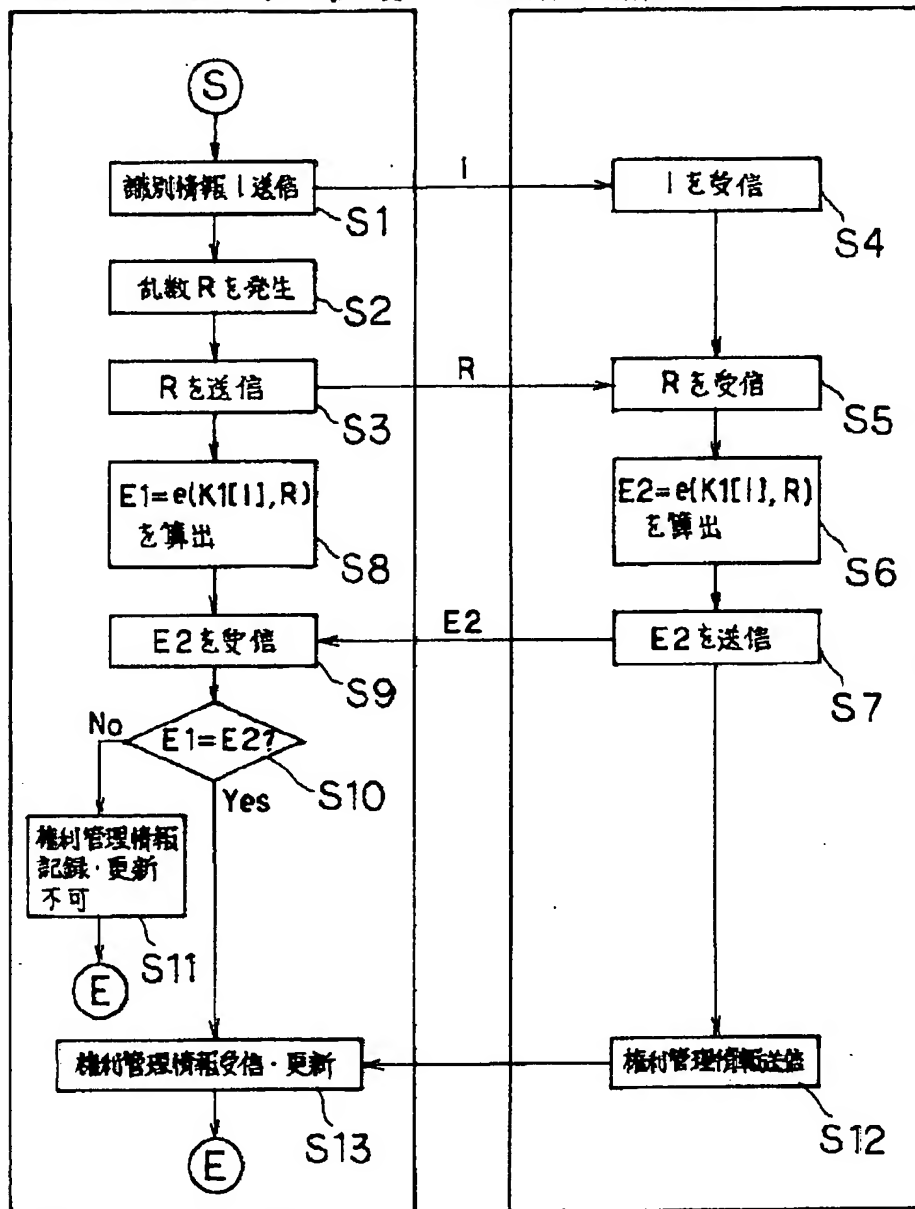 S
識別情報I送信
I
Iを受信
S1
S4
乱数Rを発生
S2
Rを送信
R
Rを受信
S3
S5
E1=e(K1[I],R)
を算出
E2=e(K1[I],R)
を算出
S8
S6
E2を受信
E2
E2を送信
S9
S7
No
E1=E2?
S10
Yes
権利管理情報
記録・更新
不可
S11
E
権利管理情報受信・更新
権利管理情報送信
S13
S12
E